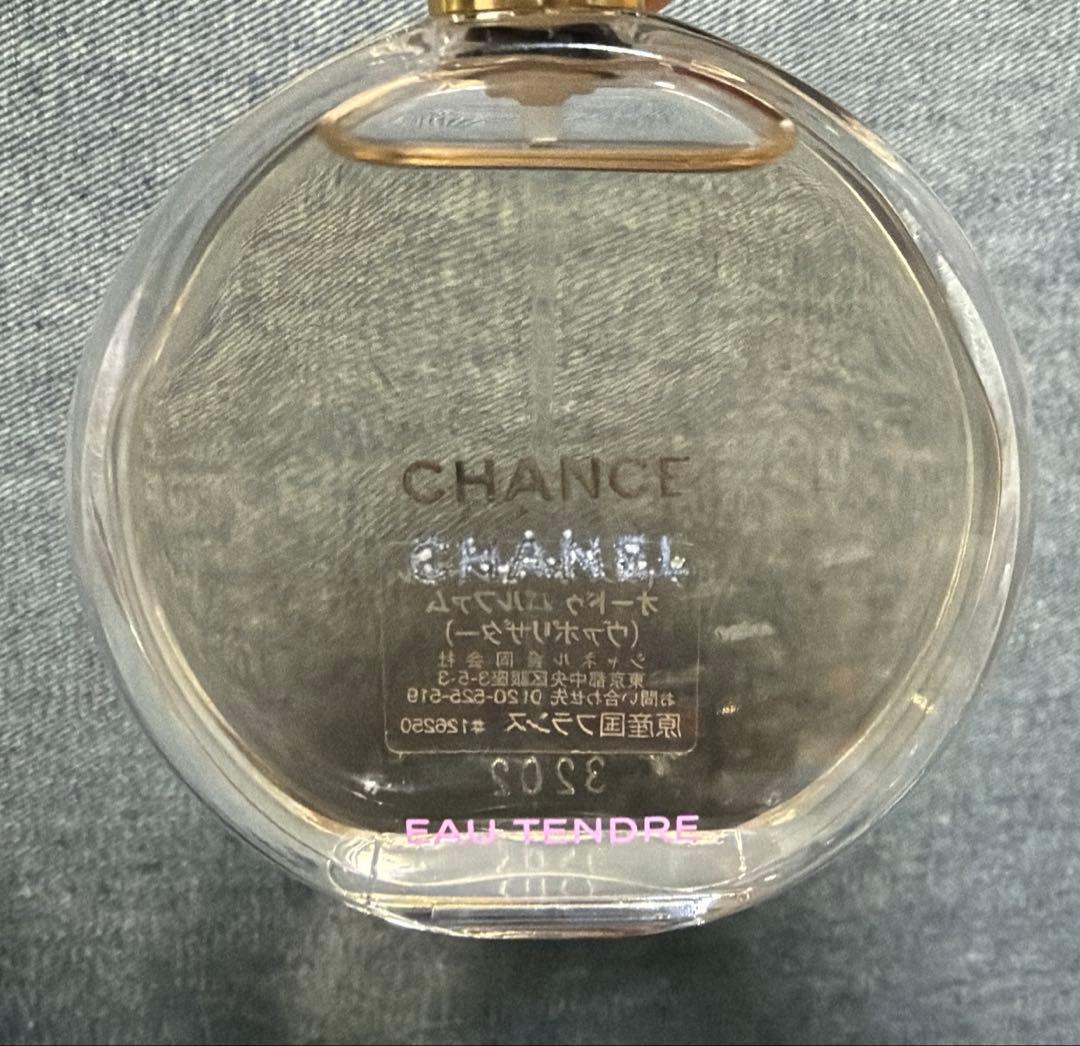 CHANCE
CHANEL
オードゥ パルファム
(ヴァポリザター)
シャネル合同会社
東京都中央区銀座3-5-3
お問い合わせ先 0120-525-519
原産国フランス #126250
3202
EAU TENDRE